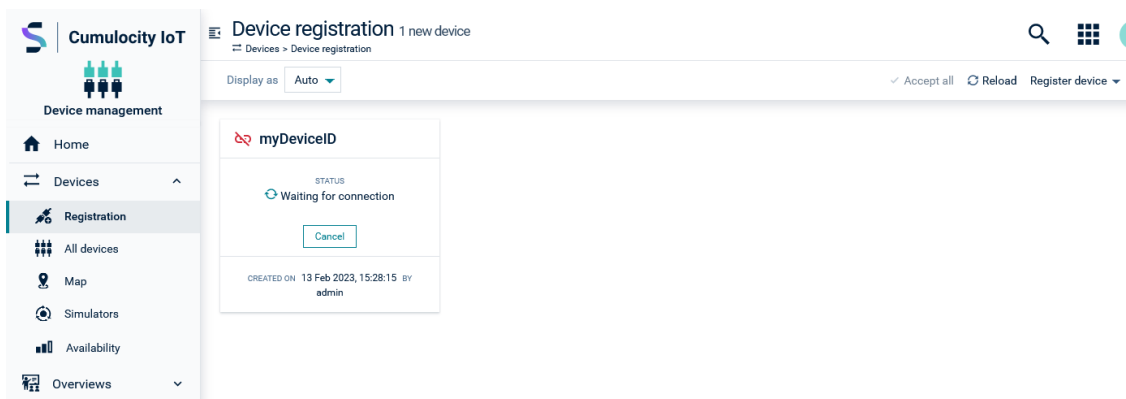 Cumulocity IoT
Device management
Home
Devices
Registration
All devices
Map
Simulators
Availability
Overviews
Device registration 1 new device
Devices > Device registration
Display as Auto
Accept all Reload Register device
myDeviceID
STATUS
Waiting for connection
Cancel
CREATED ON 13 Feb 2023, 15:28:15 BY
admin